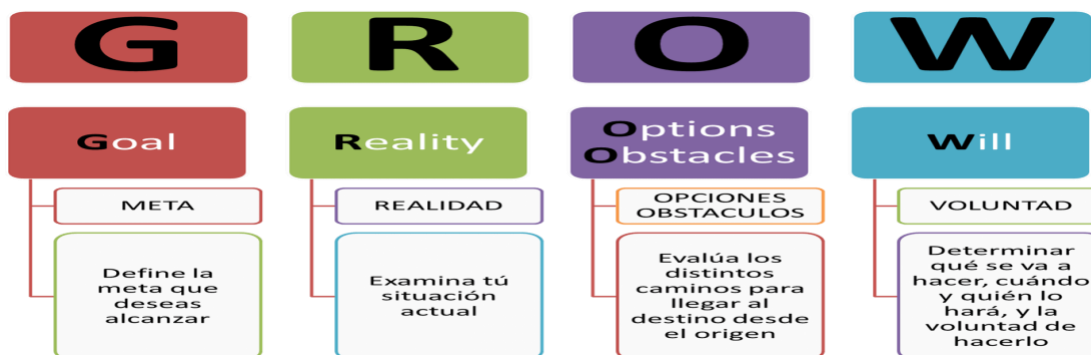 G
R
O
W
Goal
Reality
Options
Obstacles
Will
META
REALIDAD
OPCIONES
OBSTACULOS
VOLUNTAD
Define la
meta que
deseas
alcanzar
Examina tú
situación
actual
Evalúa los
distintos
caminos para
llegar al
destino desde
el origen
Determinar
qué se va a
hacer, cuándo
y quién lo
hará, y la
voluntad de
hacerlo